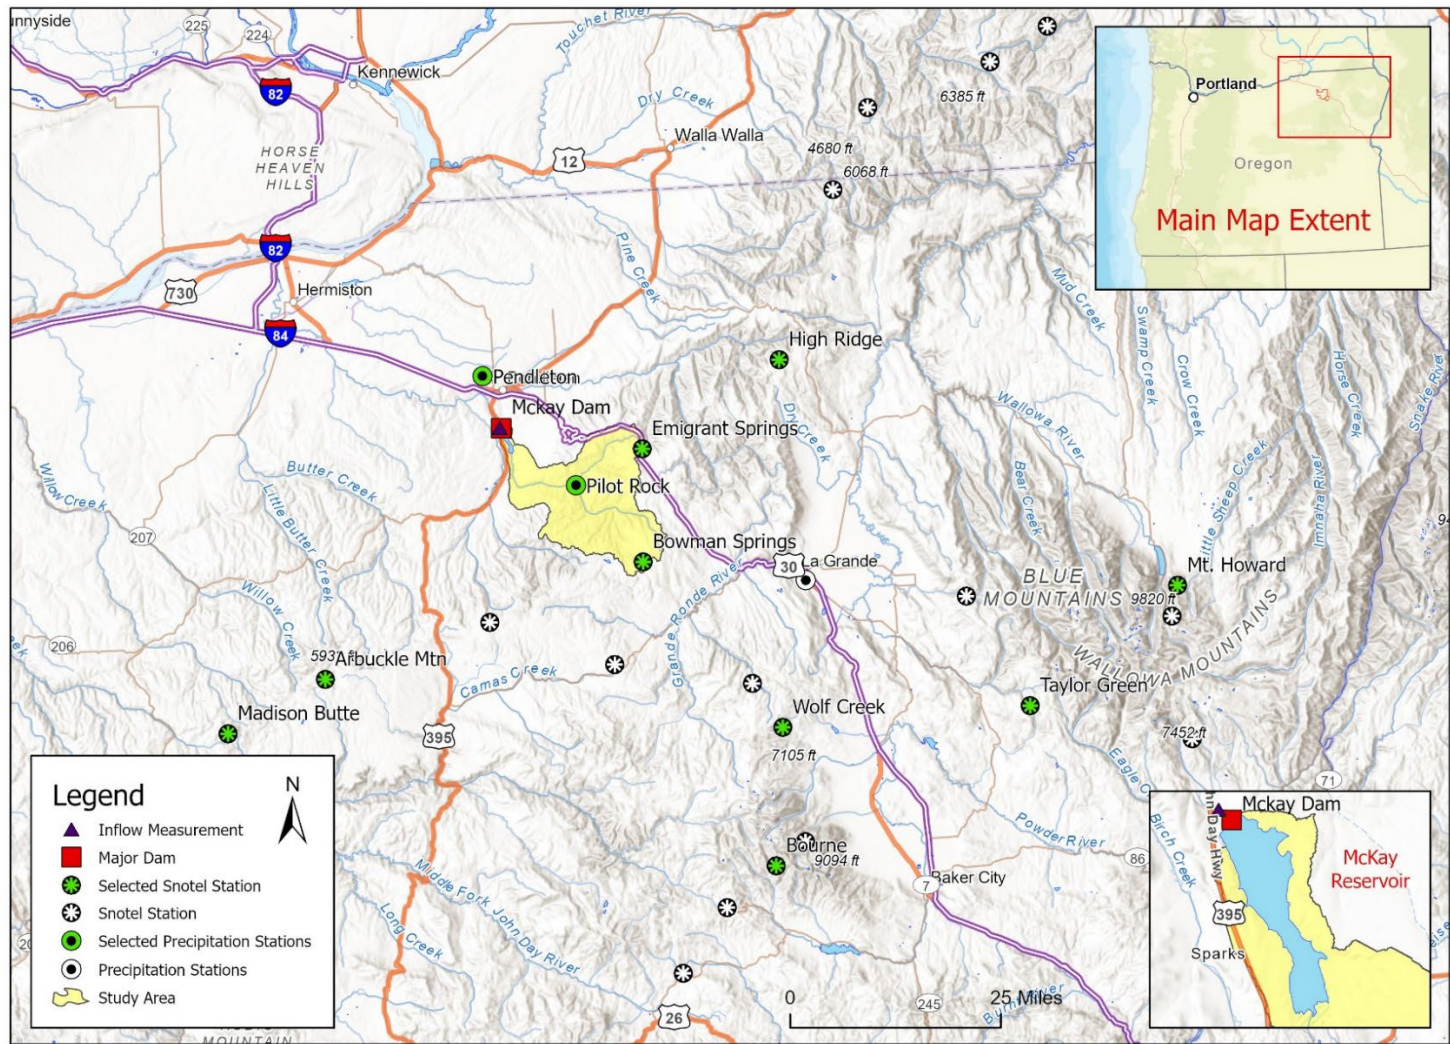 unnyside
225
224
Touchet River
Kennewick
82
6385 ft
Dry Creek
Walla Walla
4680 ft
12
6068 ft
HORSE
HEAVEN
HILLS
Portland
Oregon
Main Map Extent
82
730
Hermiston
84
Pine Creek
Mud Creek
Swamp Creek
Crow Creek
Horse Creek
Snake River
High Ridge
Pendleton
Mckay Dam
Dry Creek
Wallowa River
Emigrant Springs
Pilot Rock
Willow Creek
Butter Creek
Little Butter Creek
207
Bear Creek
Little Sheep Creek
Imnaha River
Bowman Springs
30
La Grande
BLUE
MOUNTAINS
9820 ft
Mt. Howard
Grande Ronde River
Willow Creek
206
Arbuckle Mtn
Camas Creek
WALLOWA MOUNTAINS
Taylor Green
Madison Butte
395
Wolf Creek
7105 ft
7452 ft
Eagle C
71
Legend
N
Inflow Measurement
Major Dam
Selected Snotel Station
Snotel Station
Selected Precipitation Stations
Precipitation Stations
Study Area
Powder River
86
Bourne
9094 ft
7
Baker City
Middle Fork John Day River
Long Creek
0
25 Miles
26
245
Burnt River
MOUNTAIN
Mckay Dam
hn Day Hwy
Birch Creek
McKay
Reservoir
395
Sparks